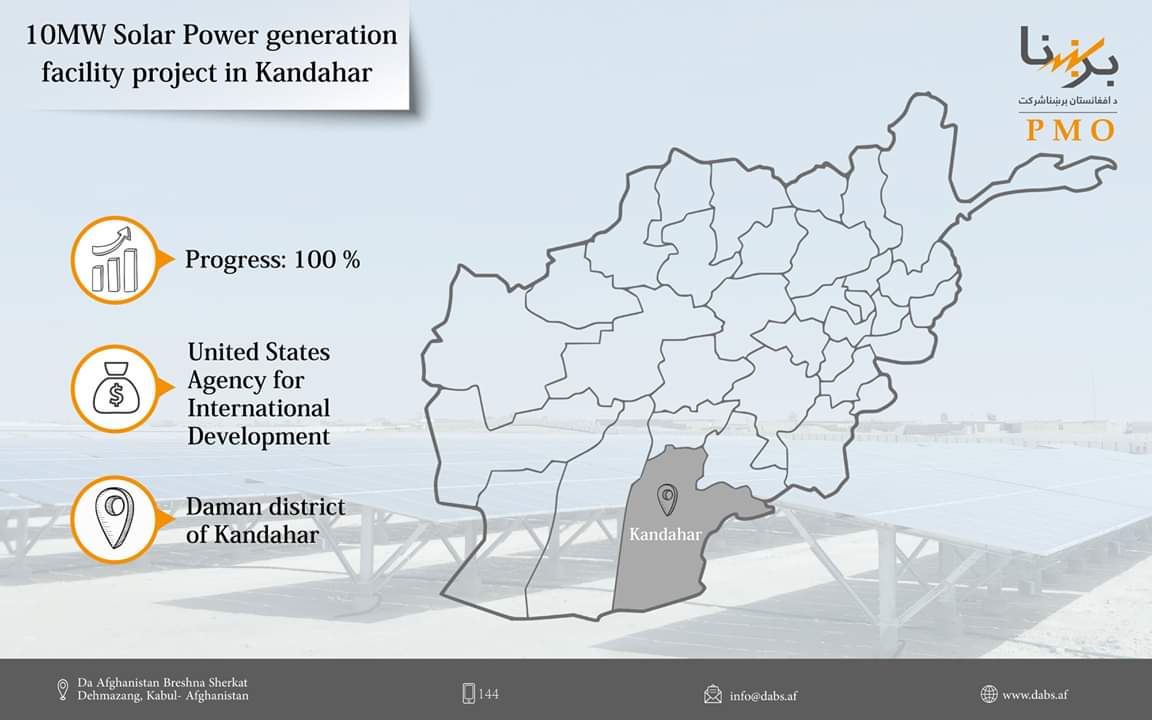 10MW Solar Power generation
facility project in Kandahar
برښنا
د افغانستان برښنا شرکت
PMO
Progress: 100 %
United States
Agency for
International
Development
Daman district
of Kandahar
Kandahar
Da Afghanistan Breshna Sherkat
Dehmazang, Kabul- Afghanistan
144
info@dabs.af
www.dabs.af